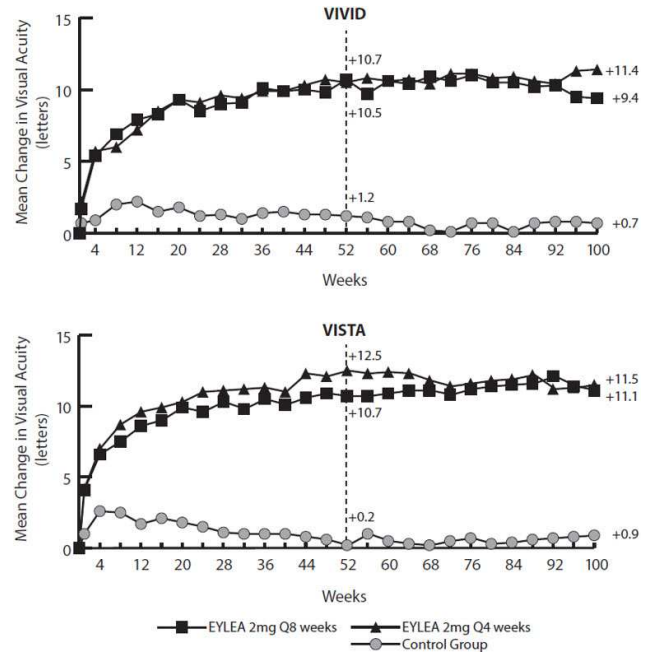 VIVID
15
10
5
0
Mean Change in Visual Acuity
(letters)
+10.7
+10.5
+1.2
+11.4
+9.4
+0.7
4 12 20 28 36 44 52 60 68 76 84 92 100
Weeks
VISTA
15
10
5
0
Mean Change in Visual Acuity
(letters)
+12.5
+10.7
+0.2
+11.5
+11.1
+0.9
4 12 20 28 36 44 52 60 68 76 84 92 100
Weeks
EYLEA 2mg Q8 weeks EYLEA 2mg Q4 weeks
Control Group